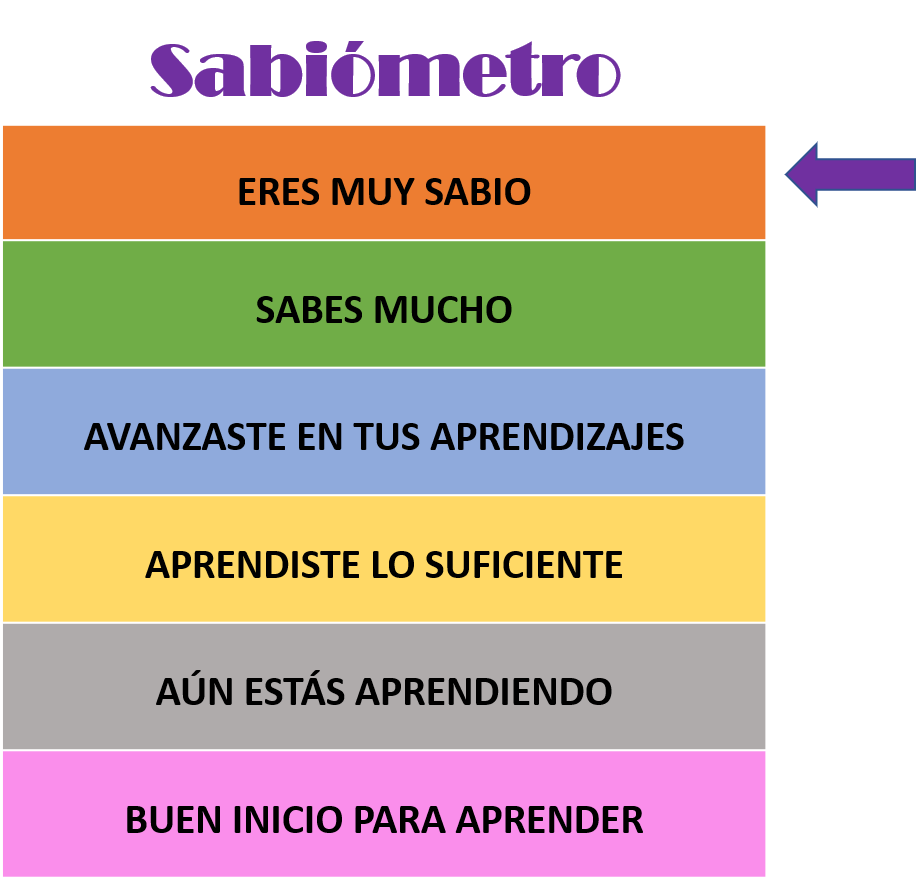 Sabiómetro
ERES MUY SABIO
SABES MUCHO
AVANZASTE EN TUS APRENDIZAJES
APRENDISTE LO SUFICIENTE
AÚN ESTÁS APRENDIENDO
BUEN INICIO PARA APRENDER